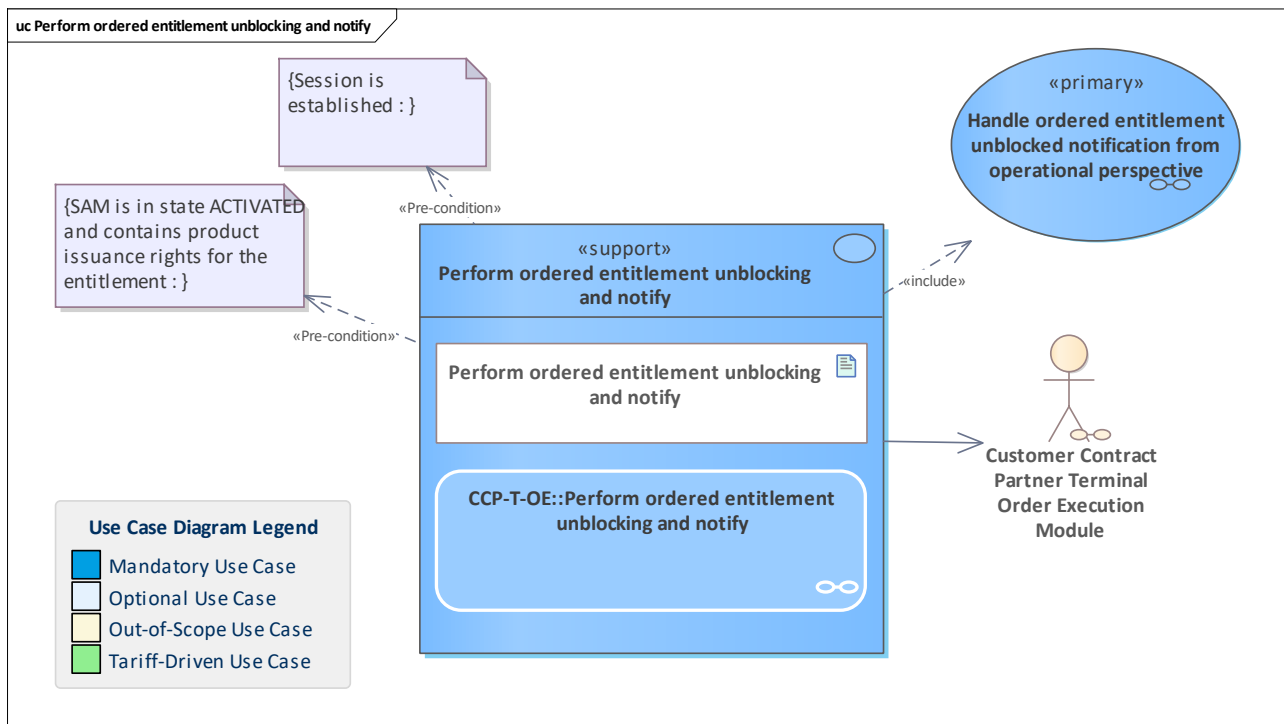 uc Perform ordered entitlement unblocking and notify
{Session is
established : }
«primary»
Handle ordered entitlement
unblocked notification from
operational perspective
{SAM is in state ACTIVATED
and contains product
issuance rights for the
entitlement : }
«Pre-condition»
«support»
Perform ordered entitlement unblocking
and notify
«include»
«Pre-condition»
Perform ordered entitlement unblocking
and notify
CCP-T-OE::Perform ordered entitlement
unblocking and notify
Customer Contract
Partner Terminal
Order Execution
Module
Use Case Diagram Legend
Mandatory Use Case
Optional Use Case
Out-of-Scope Use Case
Tariff-Driven Use Case